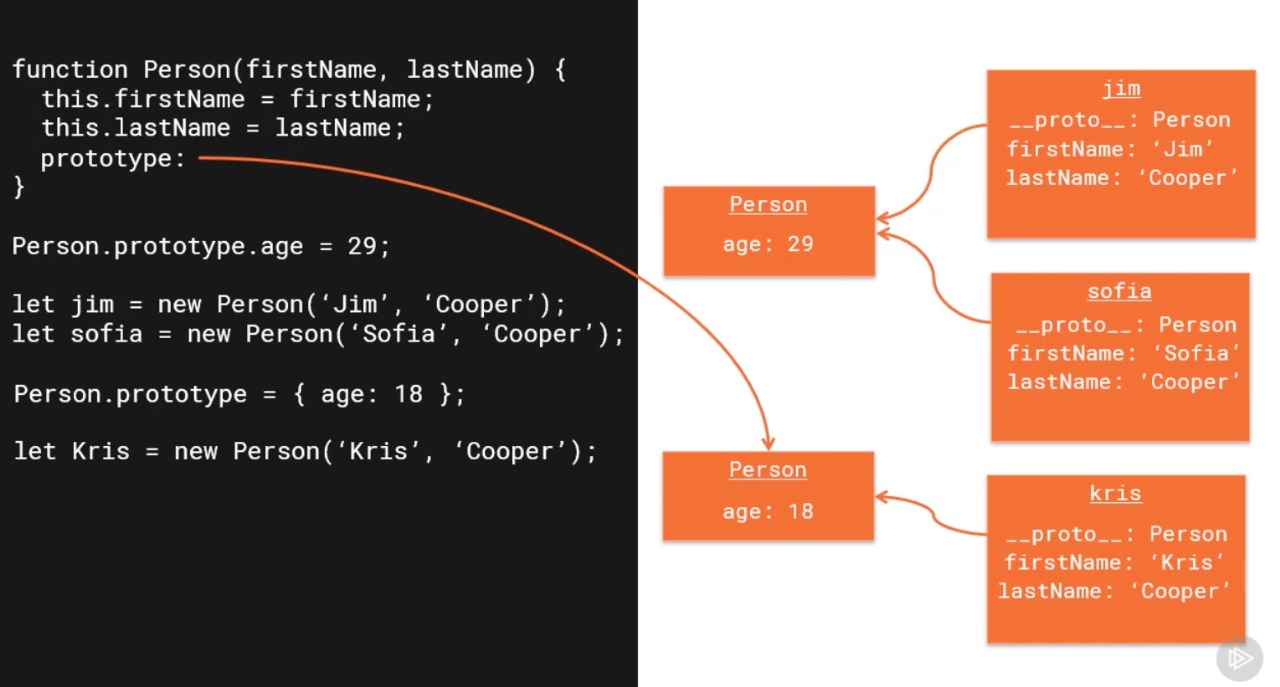 function Person(firstName, lastName) {
this.firstName = firstName;
this.lastName = lastName;
prototype:
}
Person.prototype.age = 29;
let jim = new Person(‘Jim’, ‘Cooper’);
let sofia = new Person(‘Sofia’, ‘Cooper’);
Person.prototype = { age: 18 };
let Kris = new Person(‘Kris’, ‘Cooper’);
Person
age: 29
Person
age: 18
jim
__proto__: Person
firstName: ‘Jim’
lastName: ‘Cooper’
sofia
__proto__: Person
firstName: ‘Sofia’
lastName: ‘Cooper’
kris
__proto__: Person
firstName: ‘Kris’
lastName: ‘Cooper’